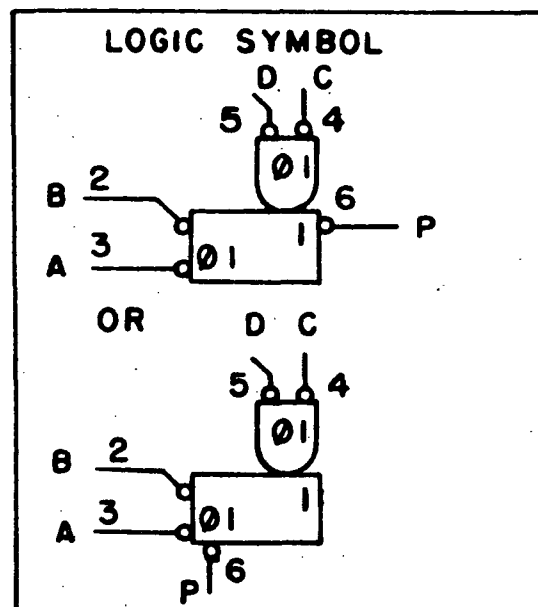 LOGIC SYMBOL
D C
5 4
Ø1
B 2 6
1 P
A 3 Ø1
OR D C
5 4
Ø1
B 2
1
A 3 Ø1
P 6